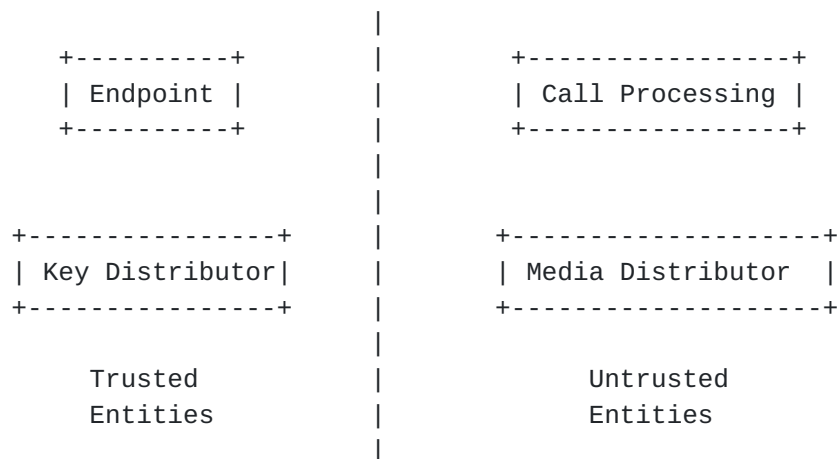 Endpoint
Call Processing
Key Distributor
Media Distributor
Trusted
Entities
Untrusted
Entities